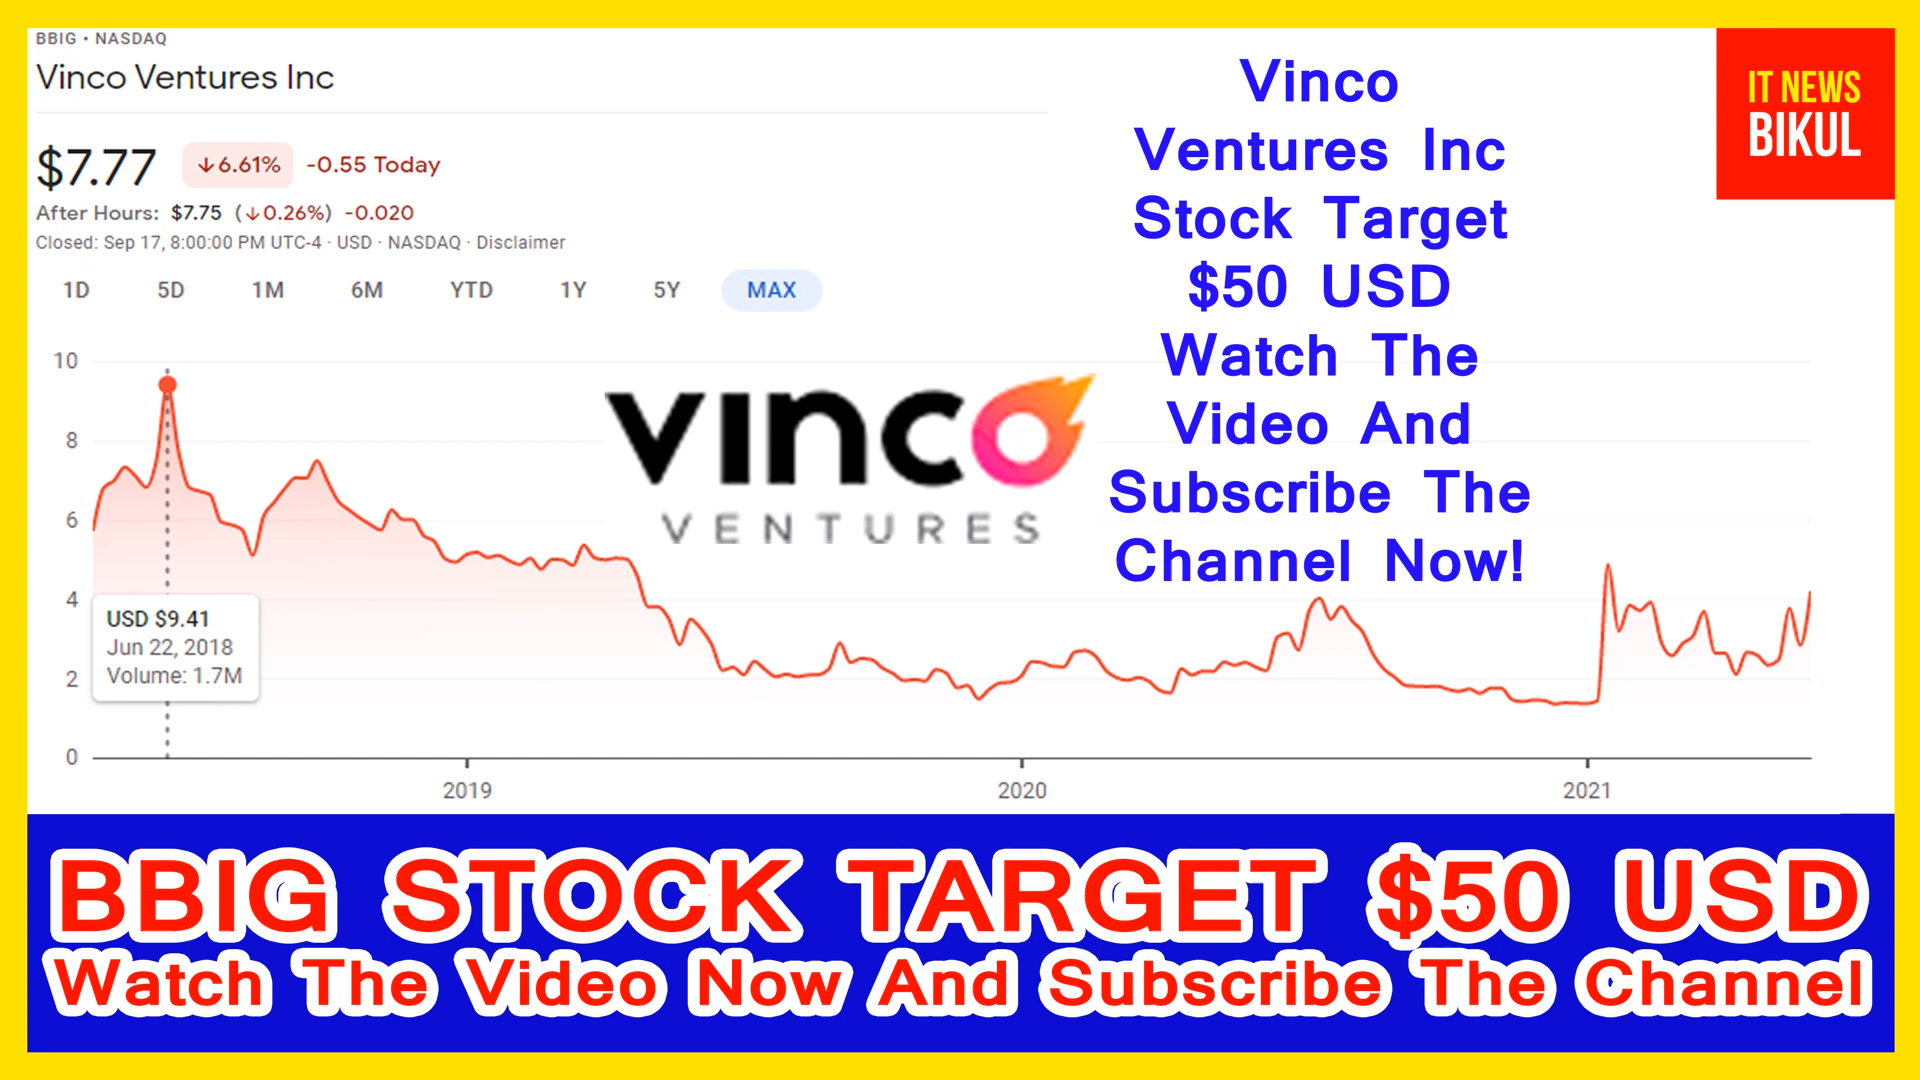 BBIG • NASDAQ
Vinco Ventures Inc
$7.77 ↓6.61% -0.55 Today
After Hours: $7.75 (↓0.26%) -0.020
Closed: Sep 17, 8:00:00 PM UTC-4 · USD · NASDAQ · Disclaimer
1D 5D 1M 6M YTD 1Y 5Y MAX
10
8
6
4
2
0
USD $9.41
Jun 22, 2018
Volume: 1.7M
2019 2020 2021
vinco
VENTURES
Vinco
Ventures Inc
Stock Target
$50 USD
Watch The
Video And
Subscribe The
Channel Now!
IT NEWS
BIKUL
BBIG STOCK TARGET $50 USD
Watch The Video Now And Subscribe The Channel